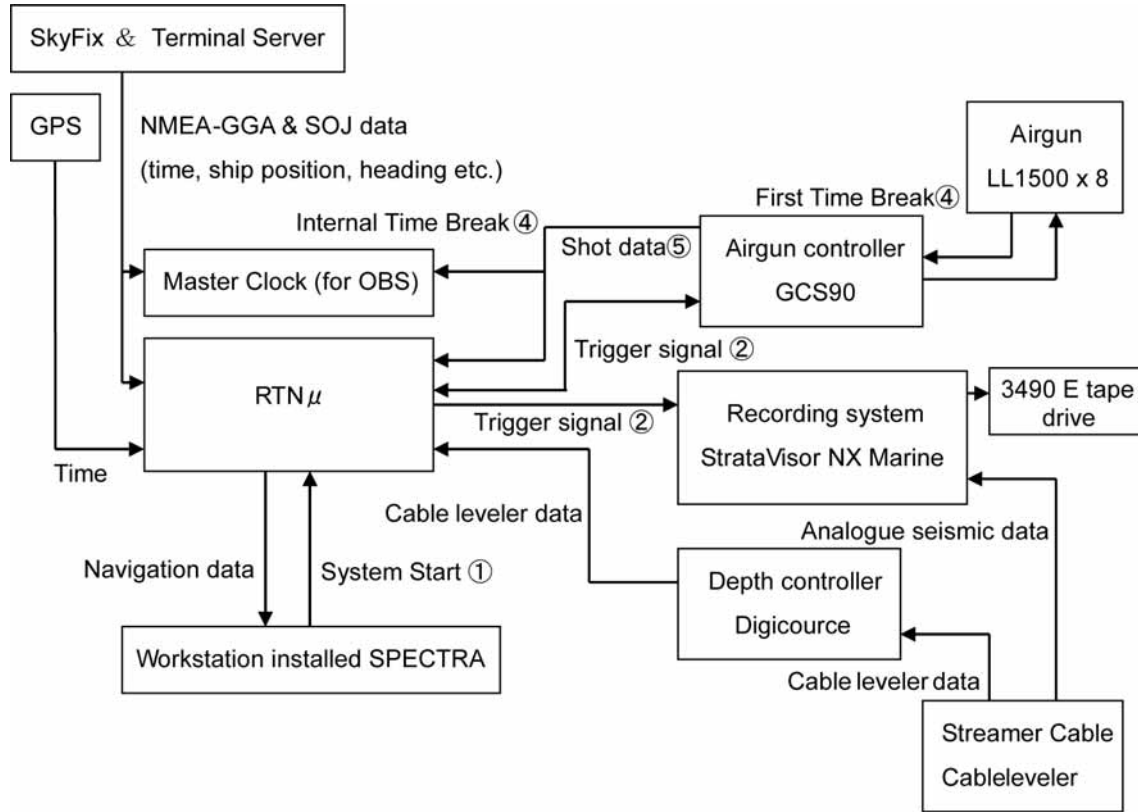 SkyFix & Terminal Server
GPS
NMEA-GGA & SOJ data
(time, ship position, heading etc.)
Airgun
LL1500 x 8
First Time Break④
Internal Time Break④
Shot data⑤
Airgun controller
GCS90
Master Clock (for OBS)
Trigger signal ②
RTNμ
3490 E tape
drive
Recording system
StrataVisor NX Marine
Trigger signal ②
Time
Cable leveler data
Analogue seismic data
Navigation data
System Start ①
Depth controller
Digicource
Workstation installed SPECTRA
Cable leveler data
Streamer Cable
Cableleveler